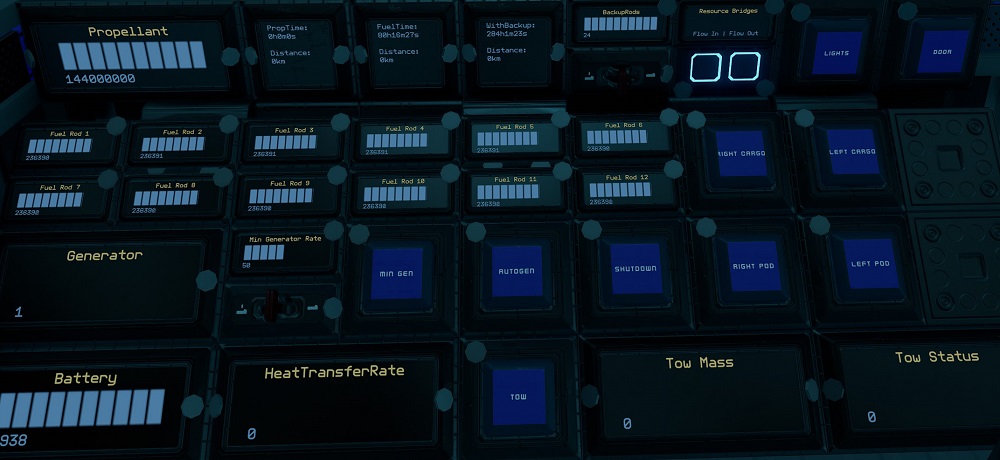 Propellant
144000000
PropTime:
0h0m0s
Distance:
0km
FuelTime:
90h16m27s
Distance:
0km
WithBackup:
284h1m23s
Distance:
0km
BackupRods
24
Resource Bridges
Flow In | Flow Out
LIGHTS
DOOR
Fuel Rod 1
236390
Fuel Rod 2
236391
Fuel Rod 3
236391
Fuel Rod 4
236391
Fuel Rod 5
236391
Fuel Rod 6
236390
RIGHT CARGO
LEFT CARGO
Fuel Rod 7
236390
Fuel Rod 8
236390
Fuel Rod 9
236390
Fuel Rod 10
236390
Fuel Rod 11
236390
Fuel Rod 12
236390
Generator
1
Min Generator Rate
50
MIN GEN
AUTOGEN
SHUTDOWN
RIGHT POD
LEFT POD
Battery
938
HeatTransferRate
0
TOW
Tow Mass
0
Tow Status
0